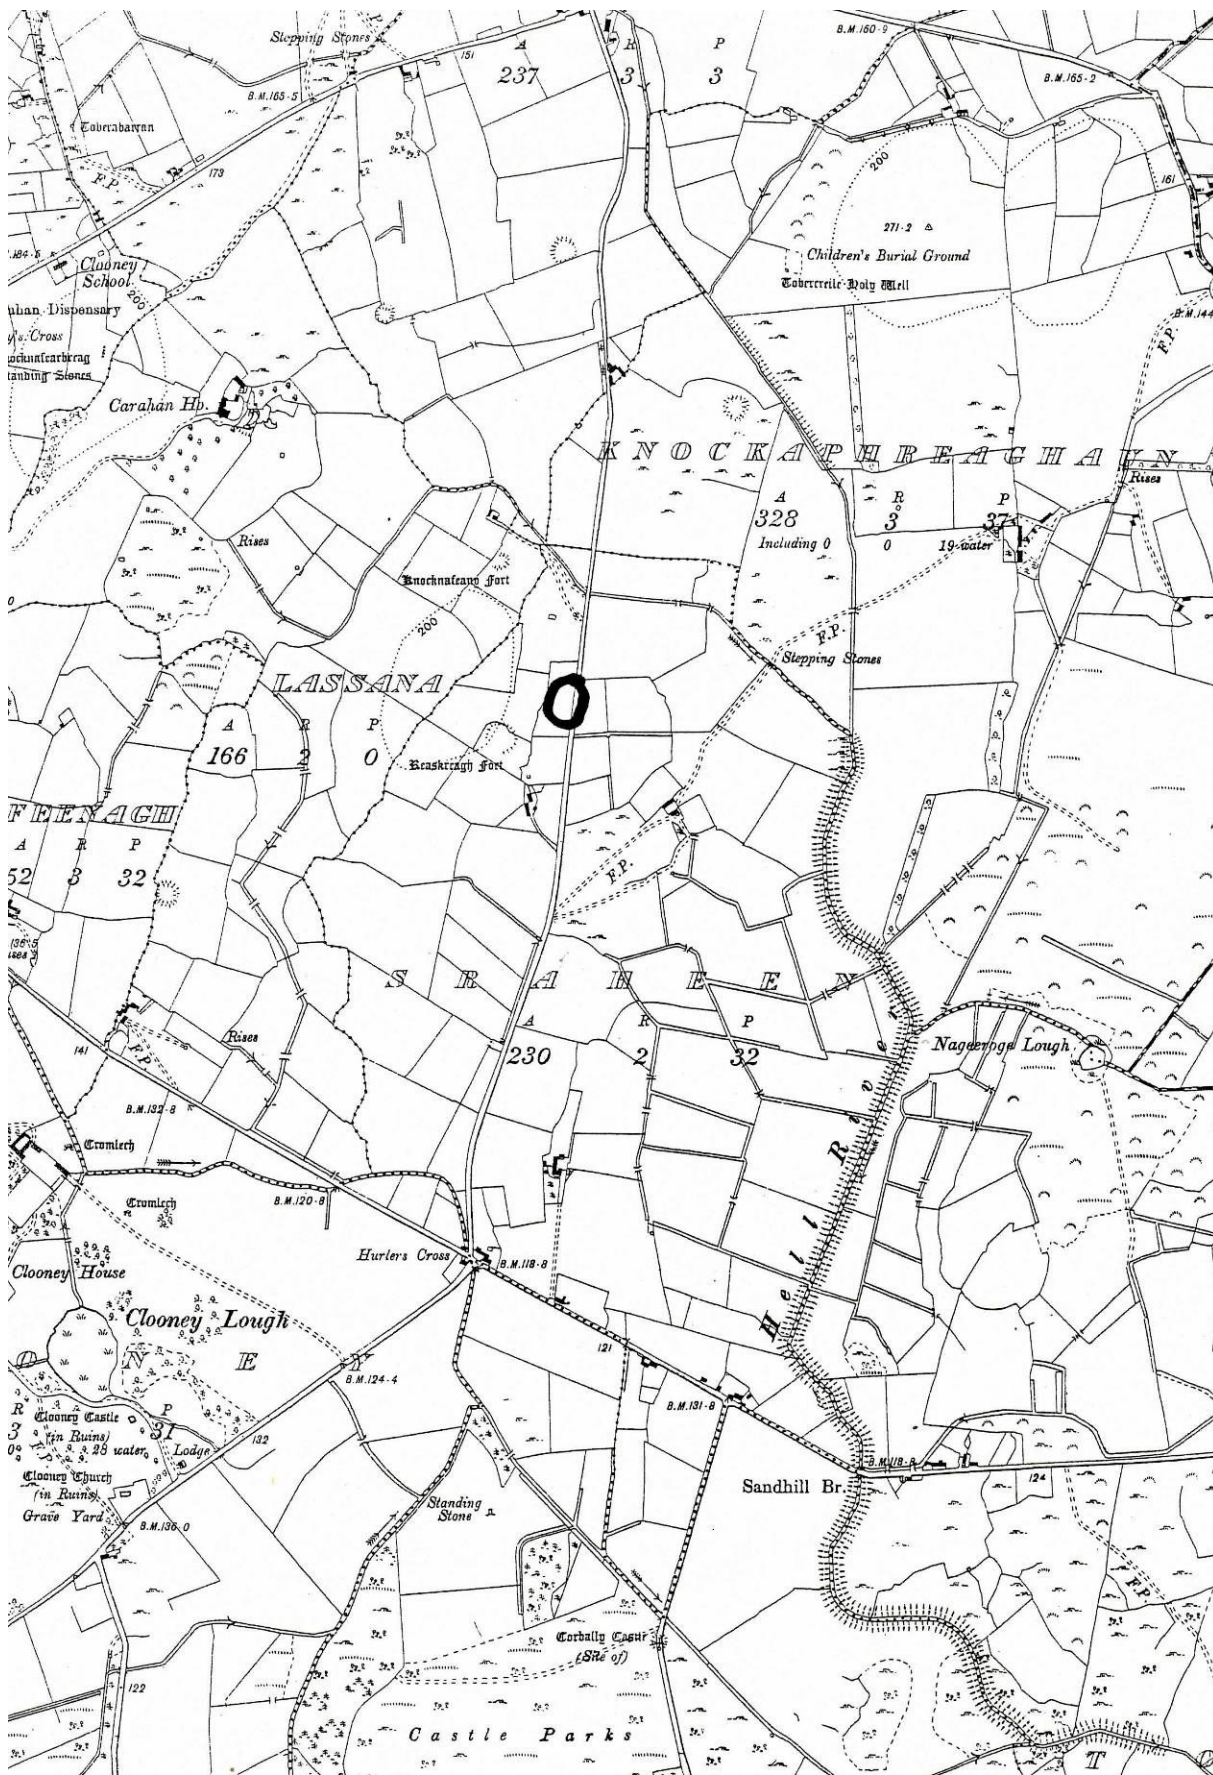 Stepping Stones
151
A R P
237 3 3
B.M.160·9
B.M.165·2
B.M.165·5
Toberabarran
F.P.
173
200
161
271·2
Children's Burial Ground
Clooney
School
200
Holy Well
B.M.144
Dispensary
Cross
Stones
F.P.
Carahan Ho.
KNOCKAPHREAGHAUN
Rises
A R P
328 3 37
Including 0 0 19 water
Rises
Knocknafeann Fort
200
F.P.
Stepping Stones
LASSANA
A R P
166 2 0
Reaskreagh Fort
FEENAGH
A R P
52 3 32
F.P.
SRAHEEN
A R P
230 2 32
Rises
141
F.P.
Nageeroge Lough
B.M.132·8
Cromlech
B.M.120·8
Cromlech
Hell River
Hurlers Cross
B.M.118·8
Clooney House
Clooney Lough
O N E Y
121
B.M.124·4
B.M.131·8
R P
3 31
Clooney Castle
(in Ruins)
28 water
Lodge
132
B.M.118·8
124
Sandhill Br.
Clooney Church
(in Ruins)
Grave Yard
Standing
Stone
B.M.136·0
F.P.
Corbally Castle
(Site of)
122
Castle Parks
T O